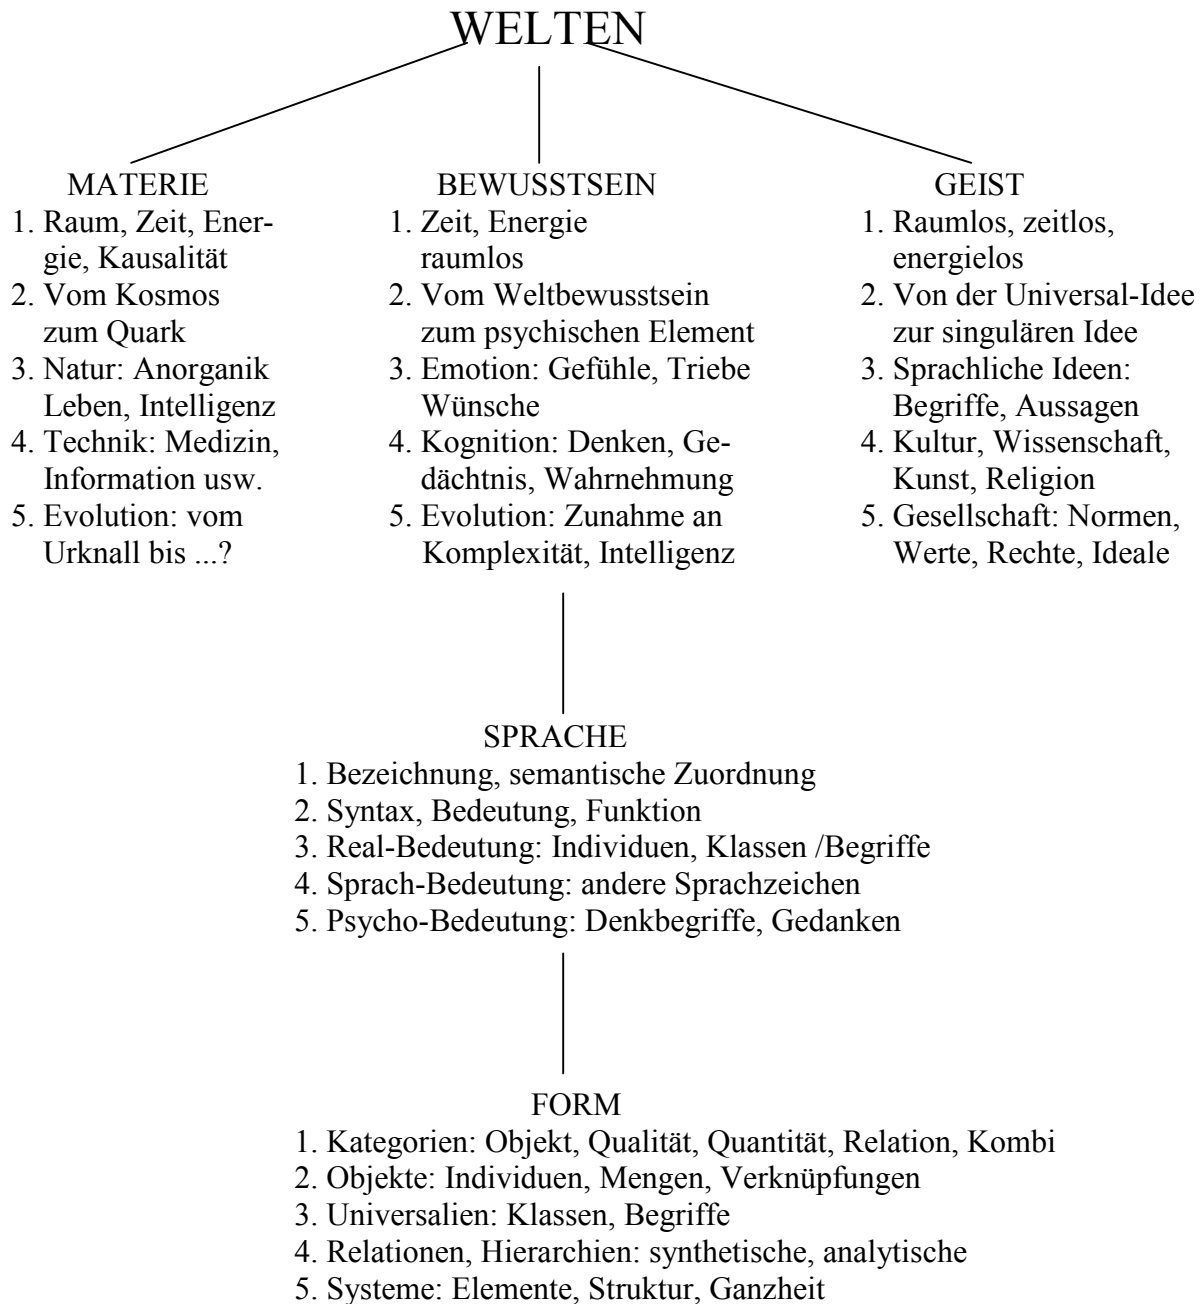 WELTEN
MATERIE
1. Raum, Zeit, Ener-
gie, Kausalität
2. Vom Kosmos
zum Quark
3. Natur: Anorganik
Leben, Intelligenz
4. Technik: Medizin,
Information usw.
5. Evolution: vom
Urknall bis ...?
BEWUSSTSEIN
1. Zeit, Energie
raumlos
2. Vom Weltbewusstsein
zum psychischen Element
3. Emotion: Gefühle, Triebe
Wünsche
4. Kognition: Denken, Ge-
dächtnis, Wahrnehmung
5. Evolution: Zunahme an
Komplexität, Intelligenz
GEIST
1. Raumlos, zeitlos,
energielos
2. Von der Universal-Idee
zur singulären Idee
3. Sprachliche Ideen:
Begriffe, Aussagen
4. Kultur, Wissenschaft,
Kunst, Religion
5. Gesellschaft: Normen,
Werte, Rechte, Ideale
SPRACHE
1. Bezeichnung, semantische Zuordnung
2. Syntax, Bedeutung, Funktion
3. Real-Bedeutung: Individuen, Klassen /Begriffe
4. Sprach-Bedeutung: andere Sprachzeichen
5. Psycho-Bedeutung: Denkbegriffe, Gedanken
FORM
1. Kategorien: Objekt, Qualität, Quantität, Relation, Kombi
2. Objekte: Individuen, Mengen, Verknüpfungen
3. Universalien: Klassen, Begriffe
4. Relationen, Hierarchien: synthetische, analytische
5. Systeme: Elemente, Struktur, Ganzheit